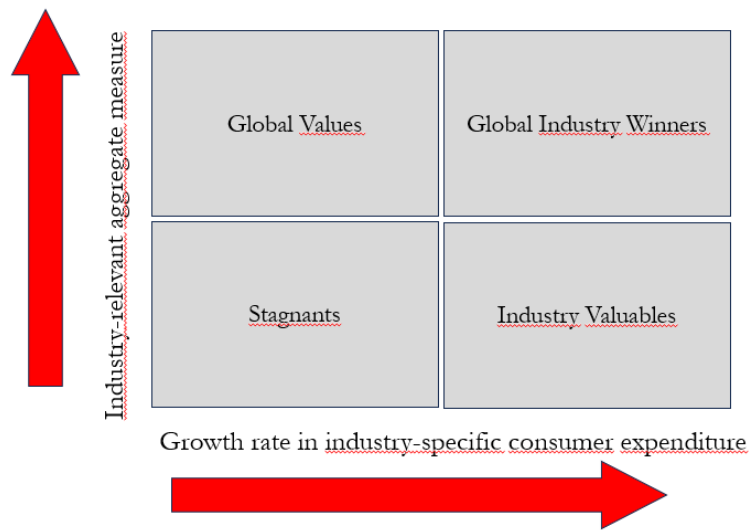 Industry-relevant aggregate measure
Global Values
Global Industry Winners
Stagnants
Industry Valuables
Growth rate in industry-specific consumer expenditure